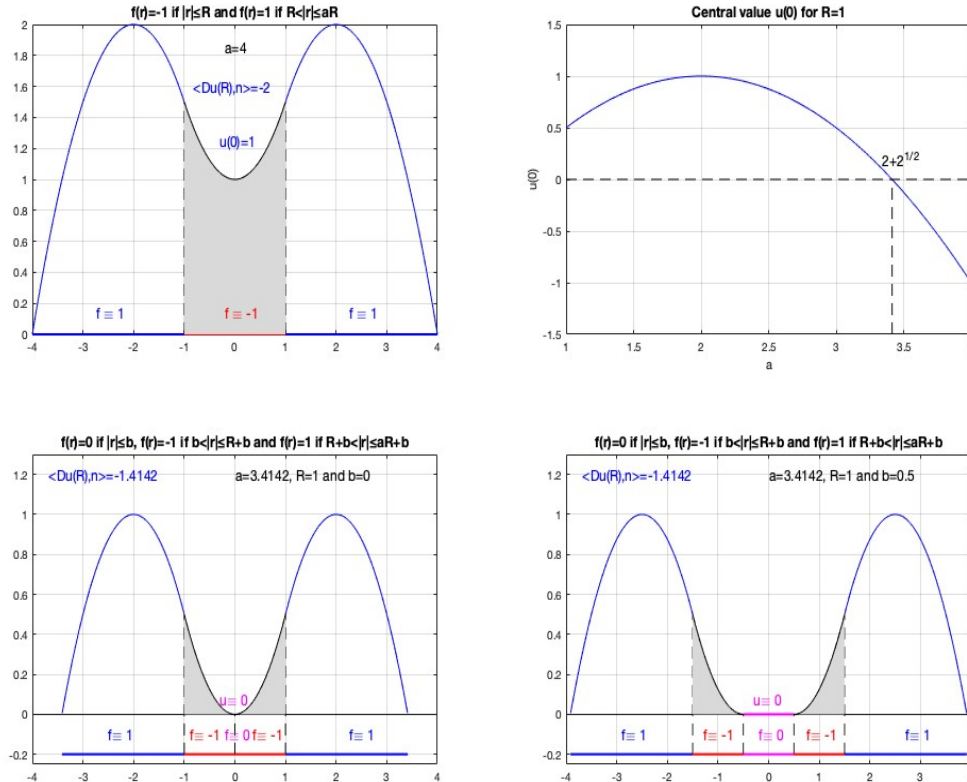 f(r)=-1 if |r|≤R and f(r)=1 if R<|r|≤aR
2
1.8
1.6
1.4
1.2
1
0.8
0.6
0.4
0.2
0
a=4
<Du(R),n>=-2
u(0)=1
f ≡ 1
f ≡ -1
f ≡ 1
-4 -3 -2 -1 0 1 2 3 4
Central value u(0) for R=1
1.5
1
0.5
0
-0.5
-1
-1.5
u(0)
2+2^{1/2}
1 1.5 2 2.5 3 3.5
a
f(r)=0 if |r|≤b, f(r)=-1 if b<|r|≤R+b and f(r)=1 if R+b<|r|≤aR+b
1.2
1
0.8
0.6
0.4
0.2
0
-0.2
<Du(R),n>=-1.4142
a=3.4142, R=1 and b=0
u≡ 0
f≡ 1
f≡ -1
f≡ 0
f≡ -1
f≡ 1
-4 -3 -2 -1 0 1 2 3 4
f(r)=0 if |r|≤b, f(r)=-1 if b<|r|≤R+b and f(r)=1 if R+b<|r|≤aR+b
1.2
1
0.8
0.6
0.4
0.2
0
-0.2
<Du(R),n>=-1.4142
a=3.4142, R=1 and b=0.5
u≡ 0
f≡ 1
f≡ -1
f≡ 0
f≡ -1
f≡ 1
-4 -3 -2 -1 0 1 2 3